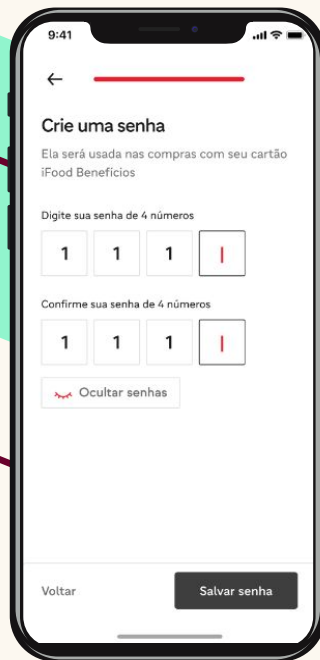 9:41
Crie uma senha
Ela será usada nas compras com seu cartão
iFood Benefícios
Digite sua senha de 4 números
1 1 1
Confirme sua senha de 4 números
1 1 1
Ocultar senhas
Voltar Salvar senha